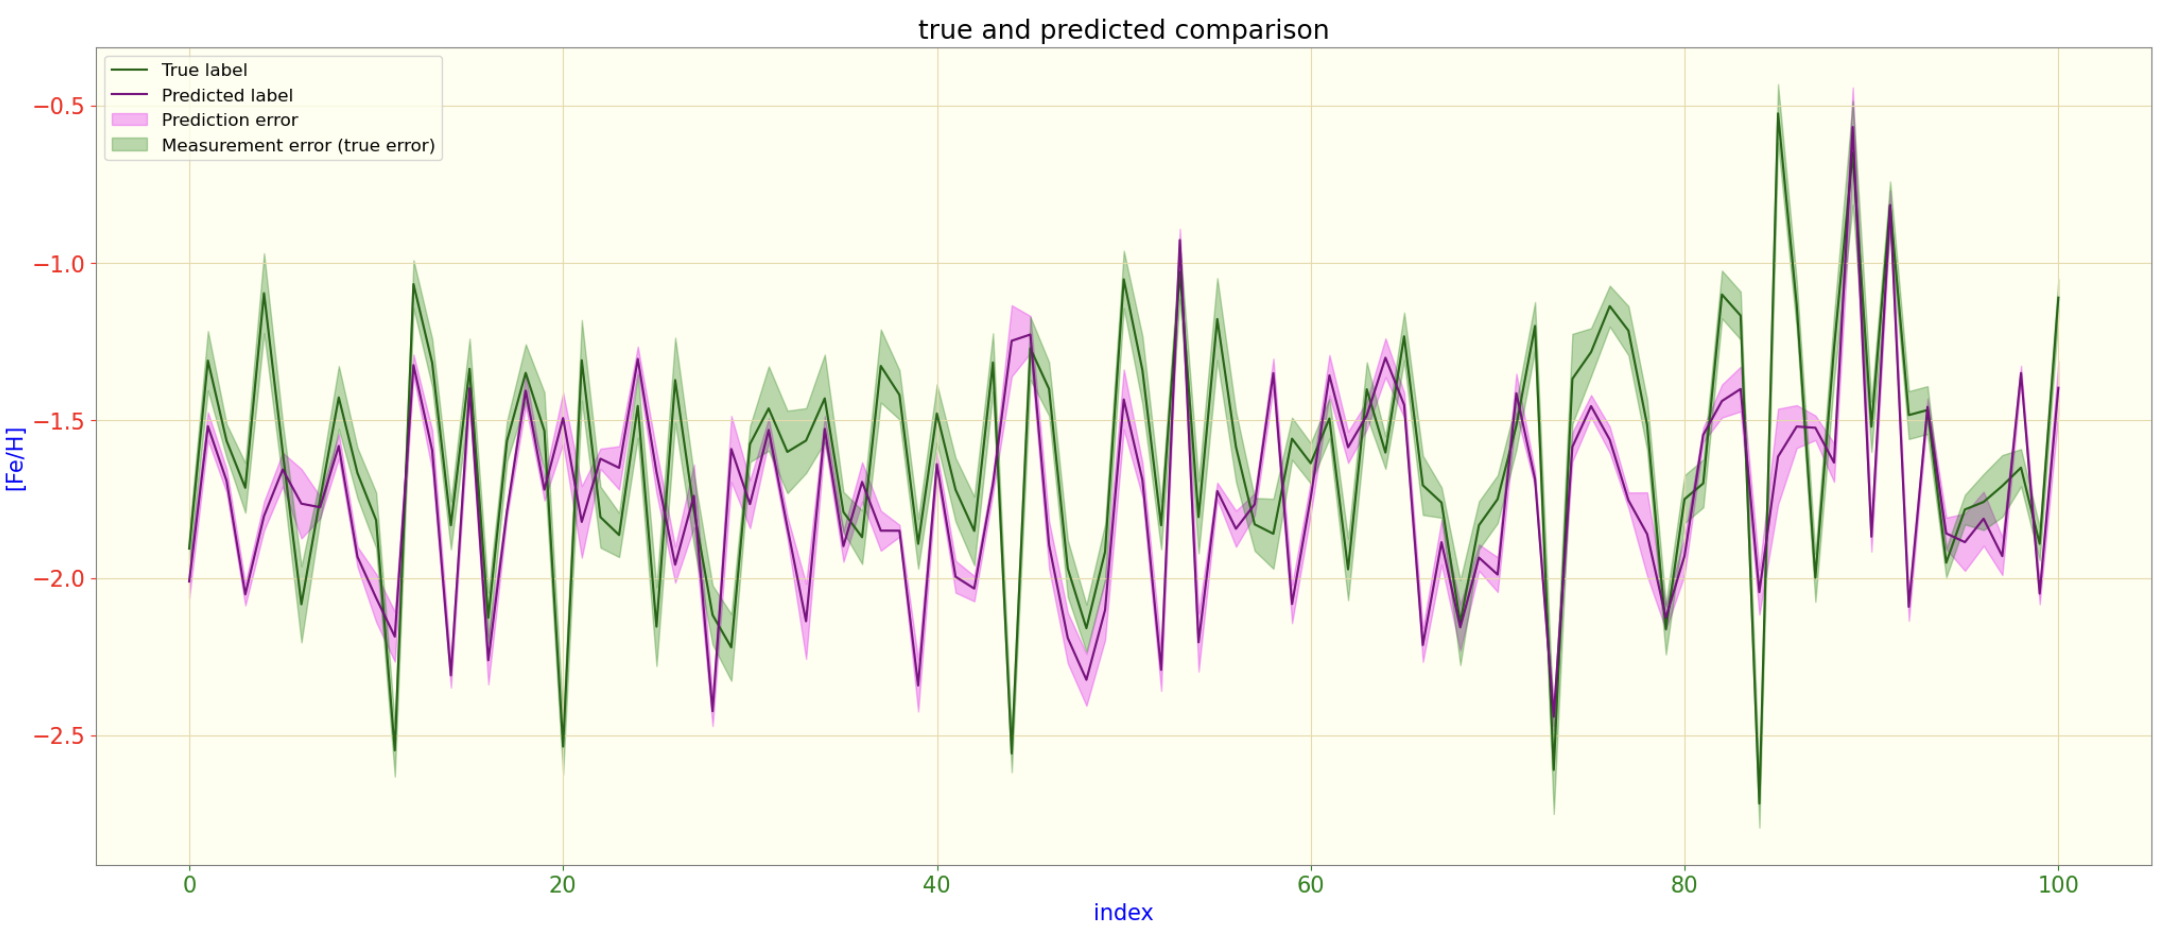 true and predicted comparison
True label
Predicted label
Prediction error
Measurement error (true error)
−0.5
−1.0
−1.5
−2.0
−2.5
[Fe/H]
0 20 40 60 80 100
index